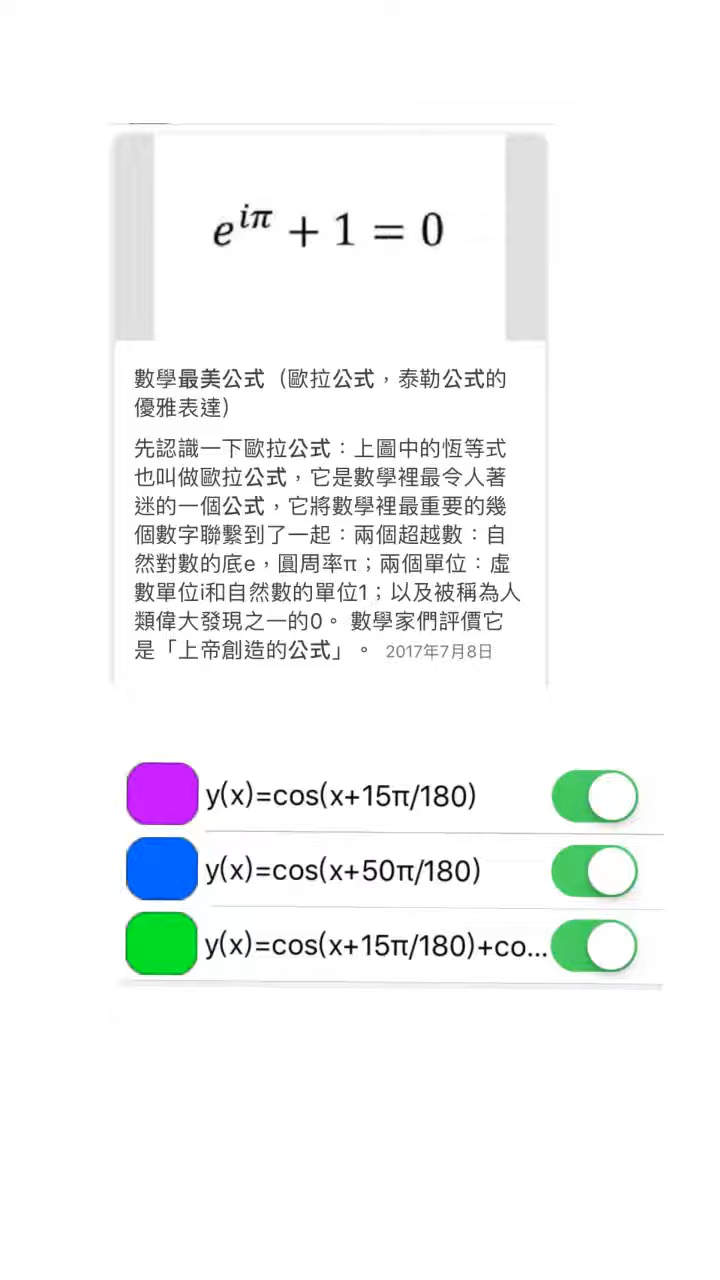 e^{iπ} + 1 = 0
數學最美公式（歐拉公式，泰勒公式的
優雅表達）
先認識一下歐拉公式：上圖中的恆等式
也叫做歐拉公式，它是數學裡最令人著
迷的一個公式，它將數學裡最重要的幾
個數字聯繫到了一起：兩個超越數：自
然對數的底e，圓周率π；兩個單位：虛
數單位i和自然數的單位1；以及被稱為人
類偉大發現之一的0。 數學家們評價它
是「上帝創造的公式」。 2017年7月8日
y(x)=cos(x+15π/180)
y(x)=cos(x+50π/180)
y(x)=cos(x+15π/180)+co...